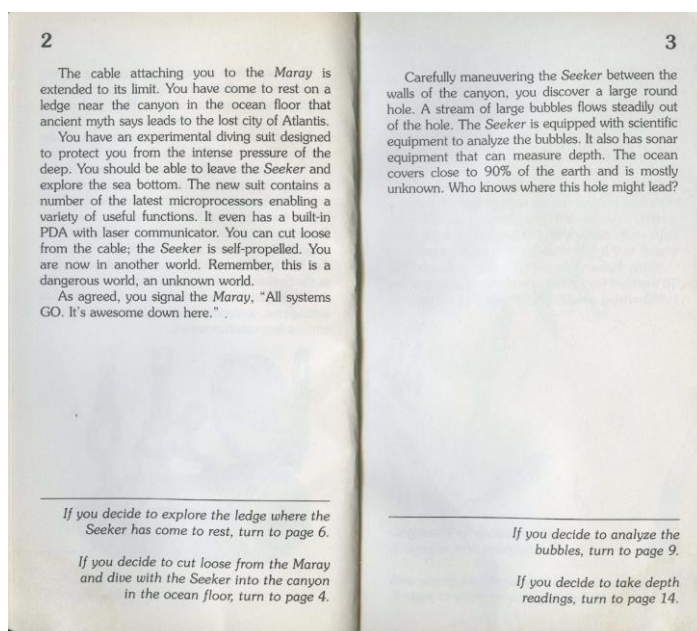 2
The cable attaching you to the Maray is
extended to its limit. You have come to rest on a
ledge near the canyon in the ocean floor that
ancient myth says leads to the lost city of Atlantis.
You have an experimental diving suit designed
to protect you from the intense pressure of the
deep. You should be able to leave the Seeker and
explore the sea bottom. The new suit contains a
number of the latest microprocessors enabling a
variety of useful functions. It even has a built-in
PDA with laser communicator. You can cut loose
from the cable; the Seeker is self-propelled. You
are now in another world. Remember, this is a
dangerous world, an unknown world.
As agreed, you signal the Maray, “All systems
GO. It's awesome down here.”
If you decide to explore the ledge where the
Seeker has come to rest, turn to page 6.
If you decide to cut loose from the Maray
and dive with the Seeker into the canyon
in the ocean floor, turn to page 4.
3
Carefully maneuvering the Seeker between the
walls of the canyon, you discover a large round
hole. A stream of large bubbles flows steadily out
of the hole. The Seeker is equipped with scientific
equipment to analyze the bubbles. It also has sonar
equipment that can measure depth. The ocean
covers close to 90% of the earth and is mostly
unknown. Who knows where this hole might lead?
If you decide to analyze the
bubbles, turn to page 9.
If you decide to take depth
readings, turn to page 14.